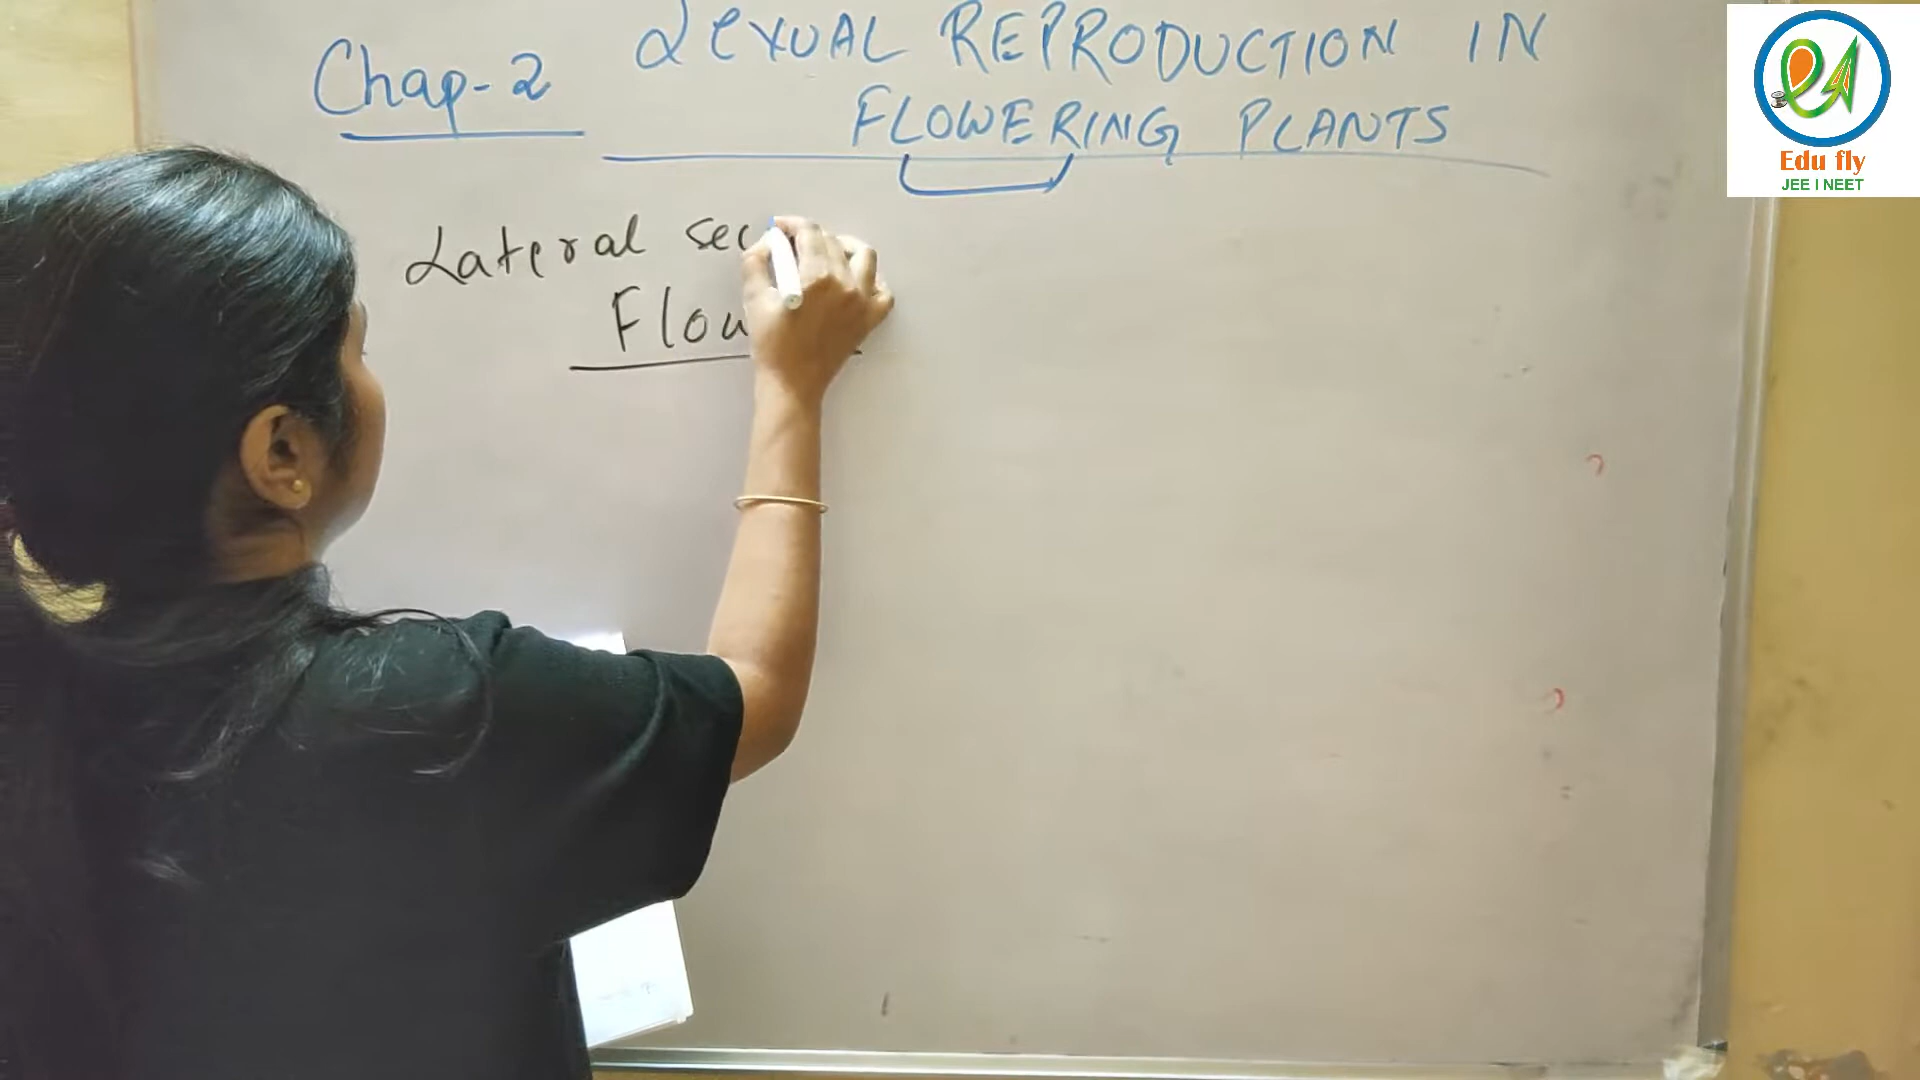 Chap-2
SEXUAL REPRODUCTION IN
FLOWERING PLANTS
Lateral sec
Flow
Edu fly
JEE I NEET